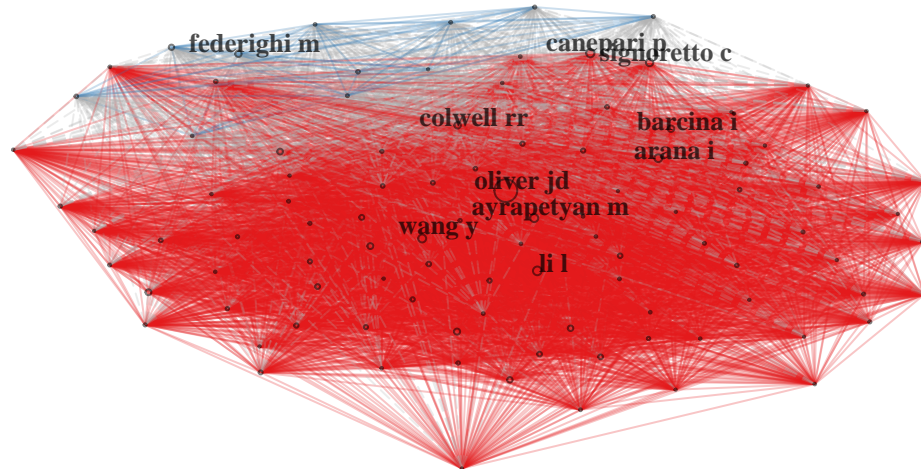 federighi m
canepari p
signoretto c
colwell rr
barcina i
arana i
oliver jd
ayrapetyan m
wang y
li l